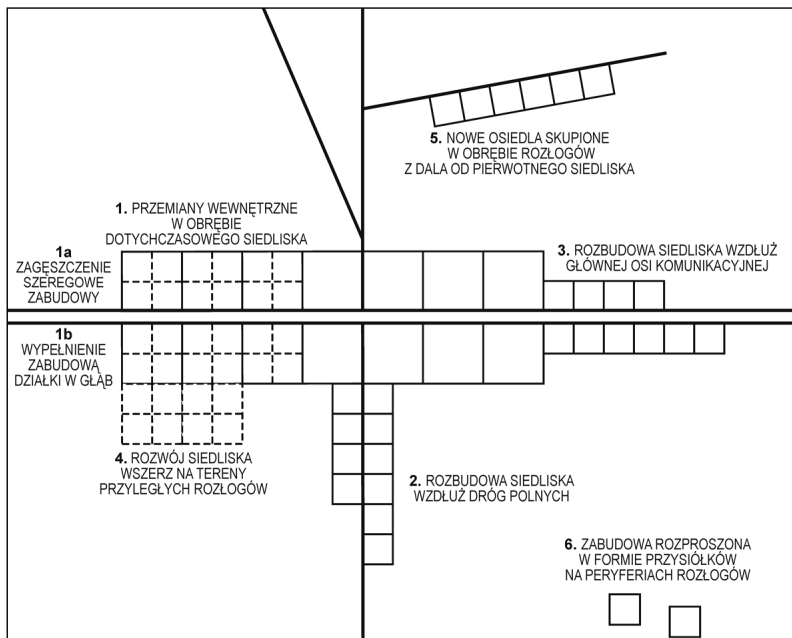 5. NOWE OSIEDLA SKUPIONE
W OBRĘBIE ROZŁOGÓW
Z DALA OD PIERWOTNEGO SIEDLISKA
1. PRZEMIANY WEWNĘTRZNE
W OBRĘBIE
DOTYCHCZASOWEGO SIEDLISKA
1a
ZAGĘSZCZENIE
SZEREGOWE
ZABUDOWY
3. ROZBUDOWA SIEDLISKA WZDŁUŻ
GŁÓWNEJ OSI KOMUNIKACYJNEJ
1b
WYPEŁNIENIE
ZABUDOWĄ
DZIAŁKI W GŁĄB
4. ROZWÓJ SIEDLISKA
WSZERZ NA TERENY
PRZYLEGŁYCH ROZŁOGÓW
2. ROZBUDOWA SIEDLISKA
WZDŁUŻ DRÓG POLNYCH
6. ZABUDOWA ROZPROSZONA
W FORMIE PRZYSIÓŁKÓW
NA PERYFERIACH ROZŁOGÓW